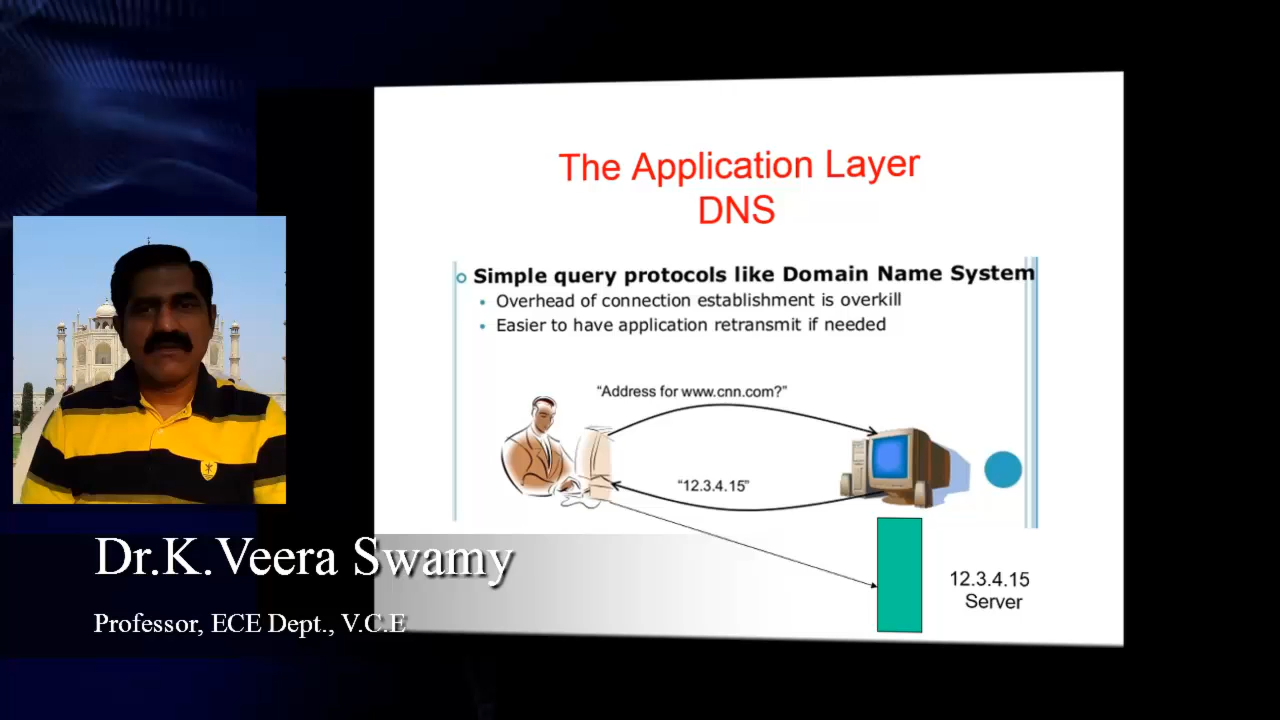 The Application Layer
DNS
Simple query protocols like Domain Name System
Overhead of connection establishment is overkill
Easier to have application retransmit if needed
"Address for www.cnn.com?"
"12.3.4.15"
12.3.4.15
Server
Dr.K.Veera Swamy
Professor, ECE Dept., V.C.E